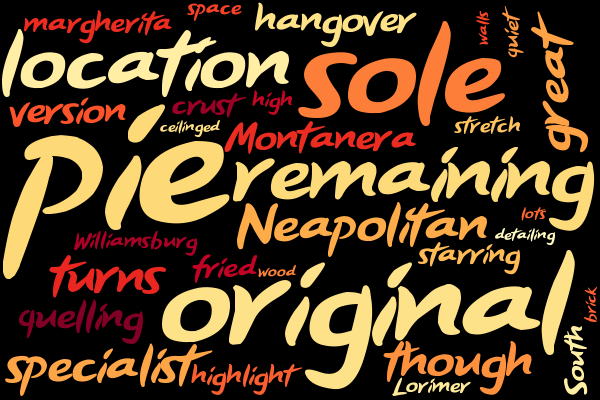 margherita
space
hangover
walls
quiet
great
location
sole
version
crust
high
ceilinged
Montanera
stretch
pie
remaining
Neapolitan
lots
detailing
Williamsburg
starring
turns
fried
wood
original
quelling
South
brick
specialist
highlight
though
Lorimer